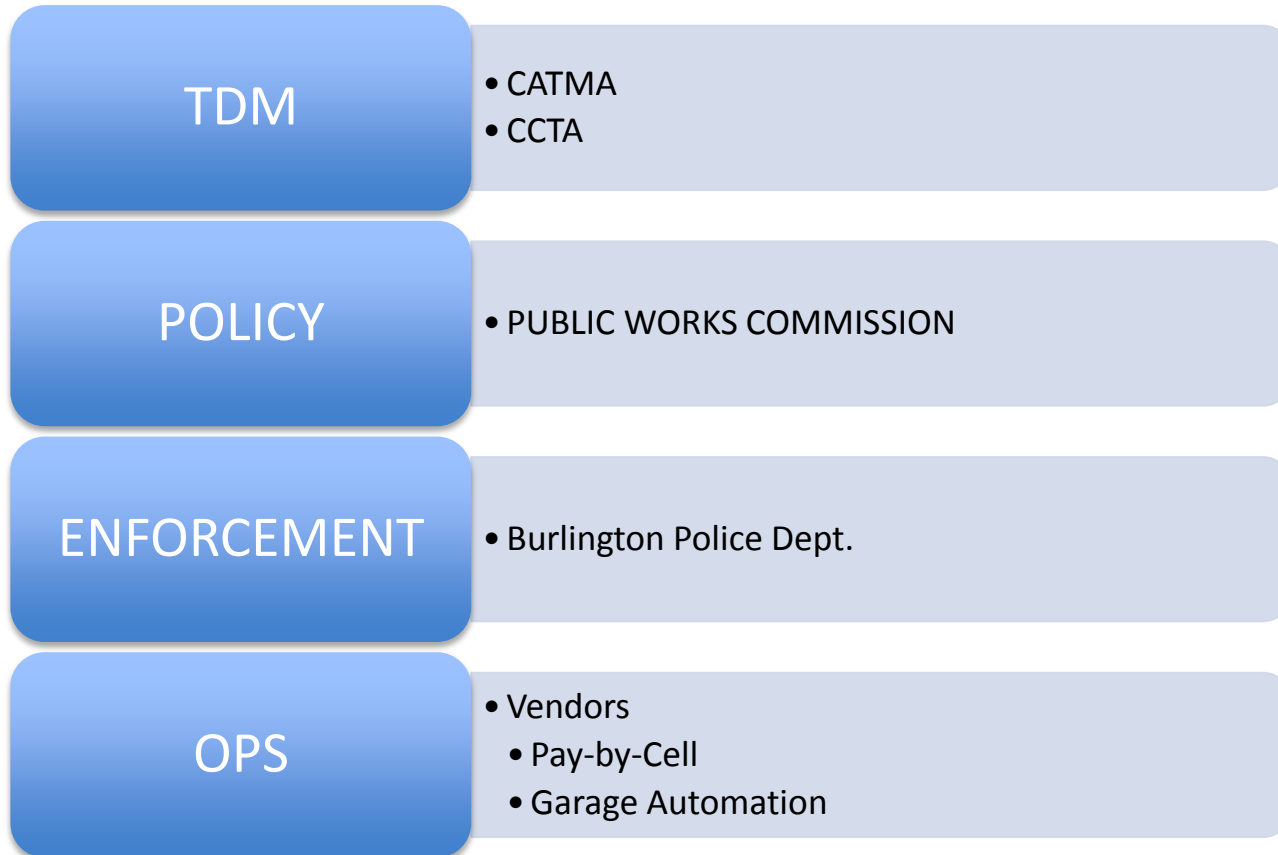 TDM
• CATMA
• CCTA
POLICY
• PUBLIC WORKS COMMISSION
ENFORCEMENT
• Burlington Police Dept.
OPS
• Vendors
• Pay-by-Cell
• Garage Automation